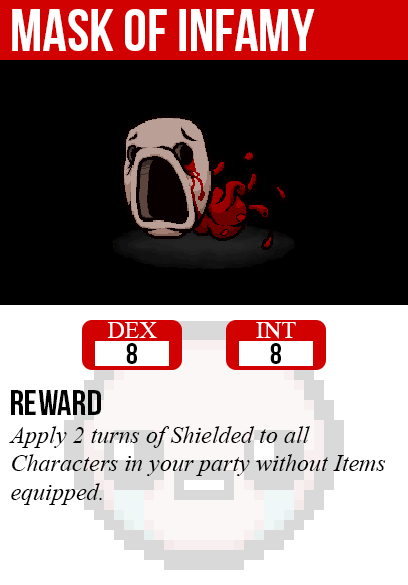 MASK OF INFAMY
DEX
8
INT
8
REWARD
Apply 2 turns of Shielded to all
Characters in your party without Items
equipped.